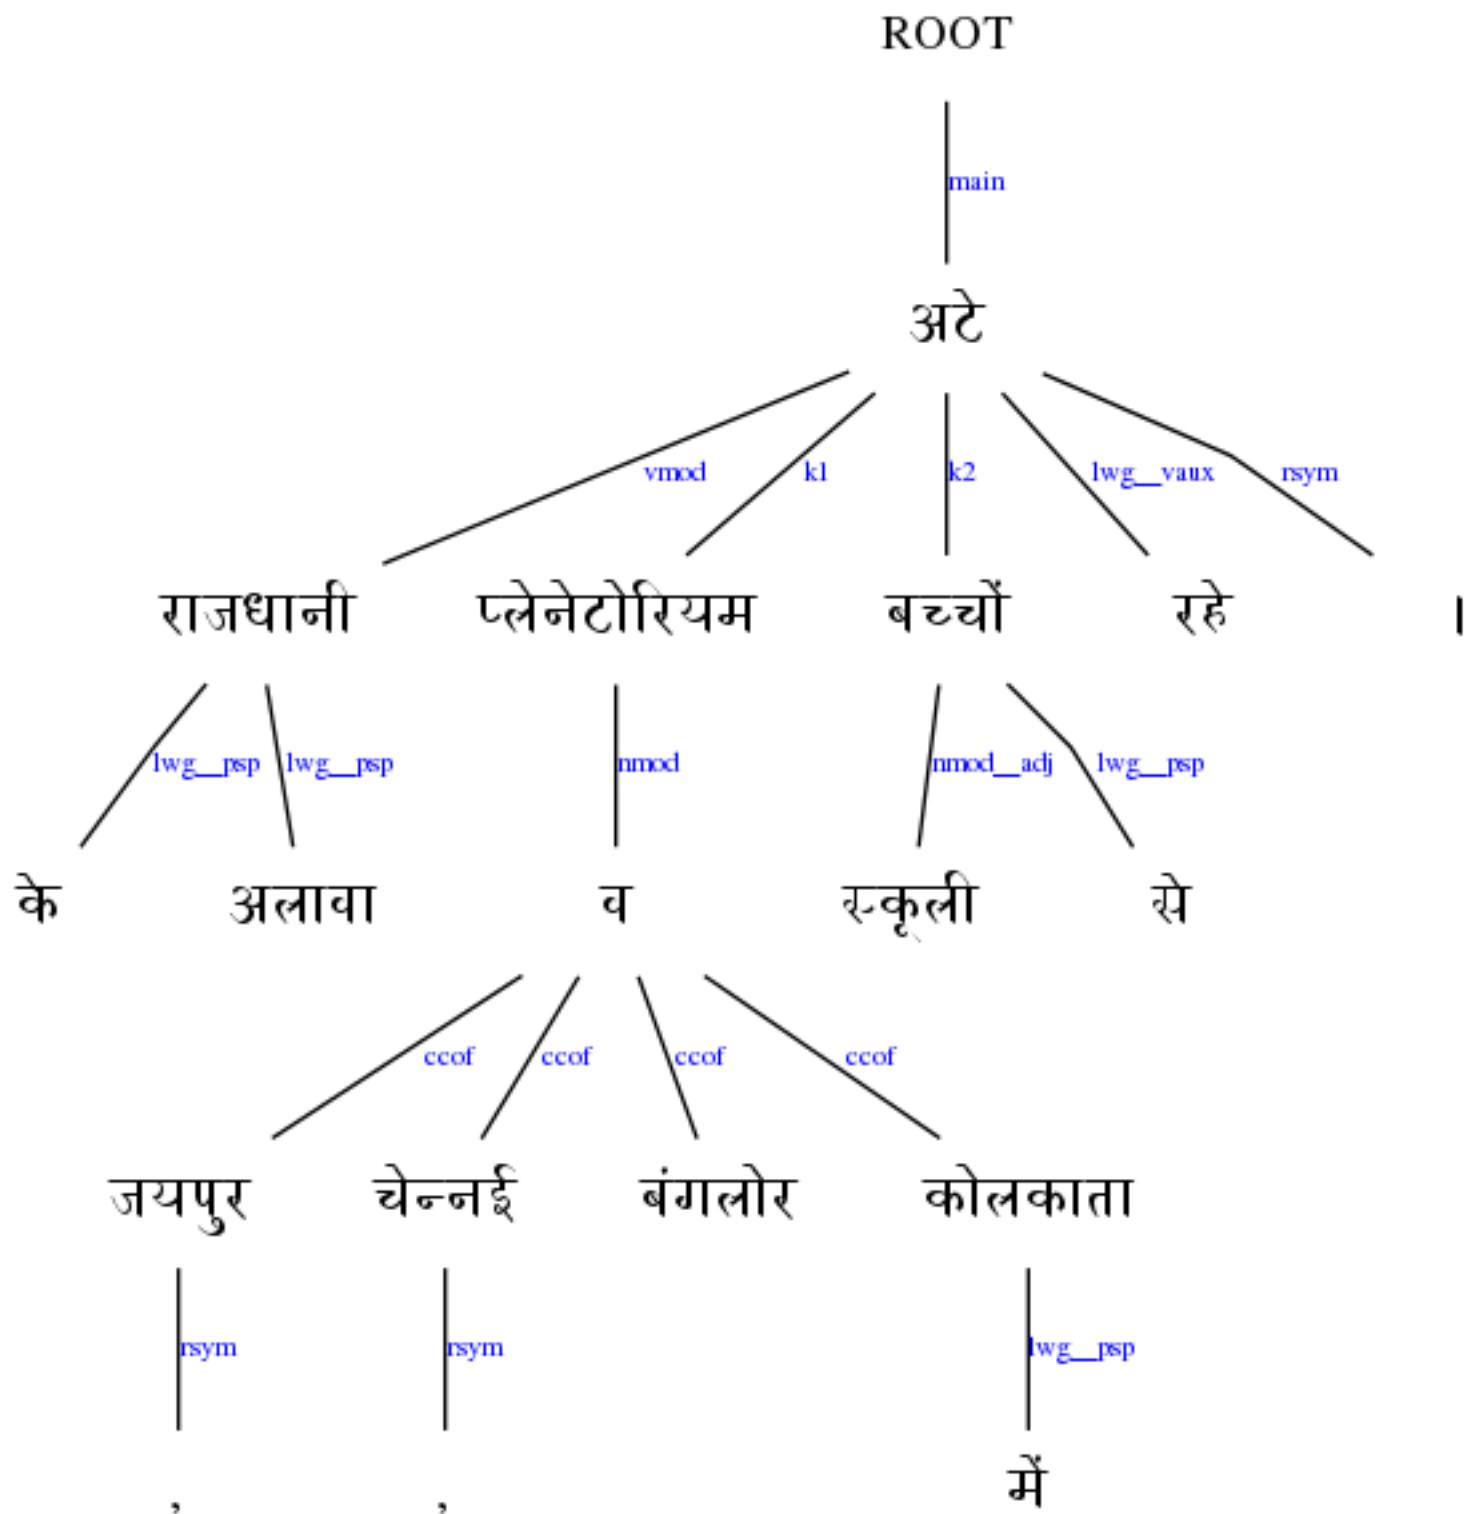 ROOT
main
अटे
vmod k1 k2 lwg__vaux rsym
राजधानी प्लेनेटोरियम बच्चों रहे ।
lwg__psp lwg__psp nmod nmod__adj lwg__psp
के अलावा व स्कूली से
ccof ccof ccof ccof
जयपुर चेन्नई बंगलोर कोलकाता
rsym rsym lwg__psp
, , में